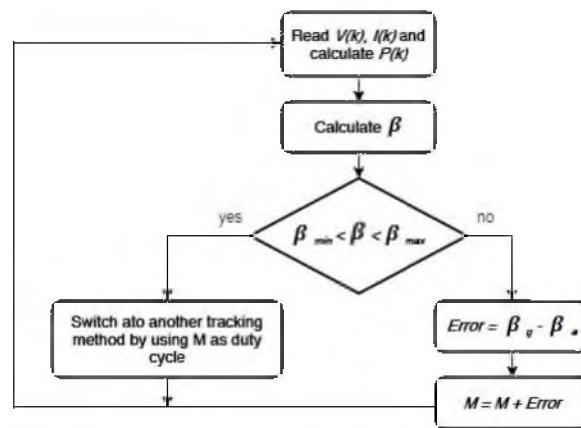 Read V(k), I(k) and
calculate P(k)
Calculate β
yes
no
β min < β < β max
Switch ato another tracking
method by using M as duty
cycle
Error = β g - β
M = M + Error